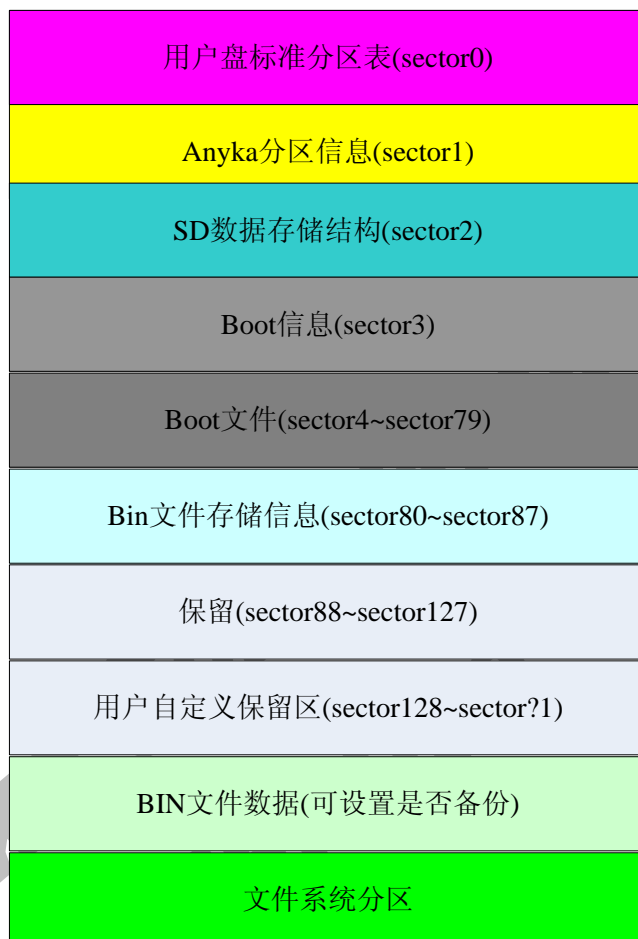 用户盘标准分区表(sector0)
Anyka分区信息(sector1)
SD数据存储结构(sector2)
Boot信息(sector3)
Boot文件(sector4~sector79)
Bin文件存储信息(sector80~sector87)
保留(sector88~sector127)
用户自定义保留区(sector128~sector?1)
BIN文件数据(可设置是否备份)
文件系统分区